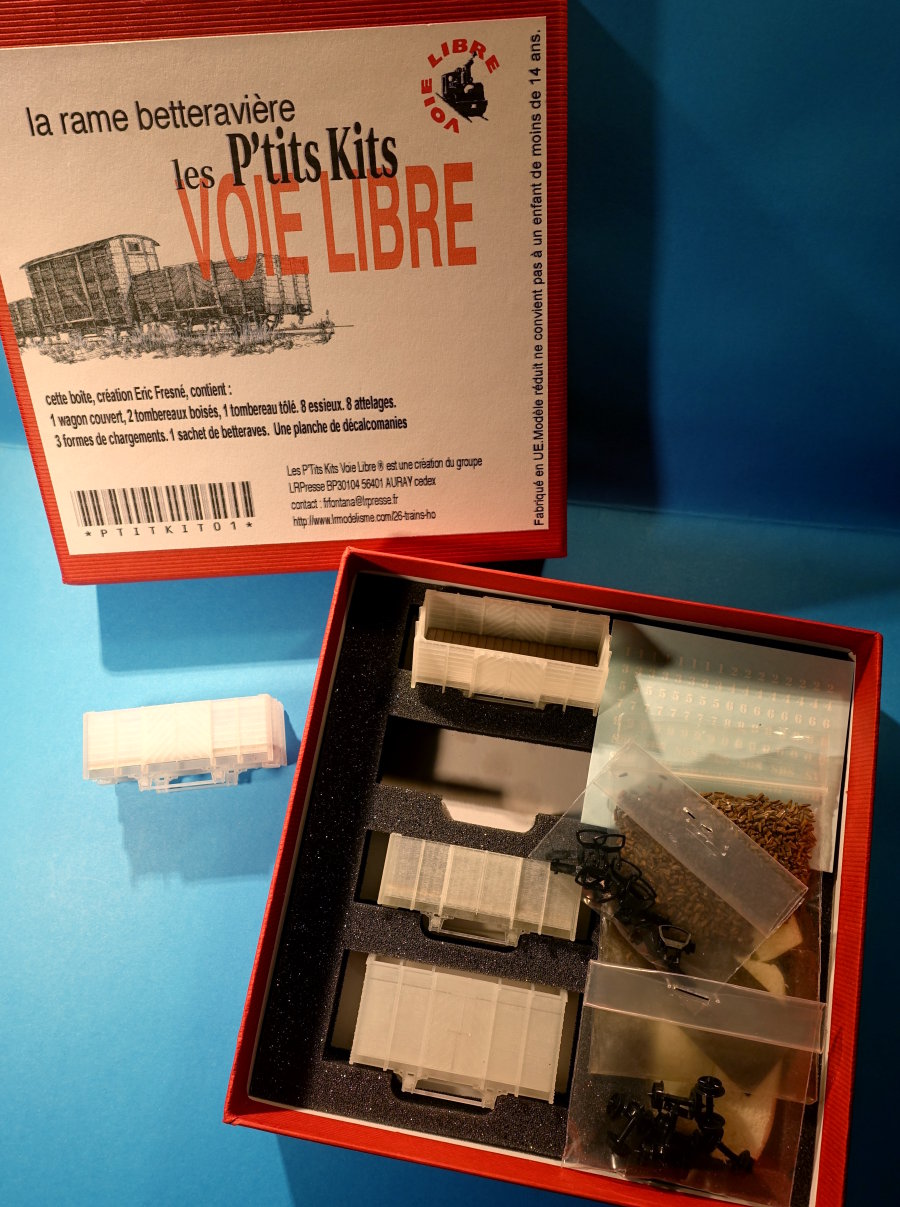 la rame betteravière
les P'tits Kits
VOIE LIBRE
VOIE LIBRE
cette boîte, création Eric Fresné, contient :
1 wagon couvert, 2 tombereaux boisés, 1 tombereau tôlé. 8 essieux. 8 attelages.
3 formes de chargements. 1 sachet de betteraves. Une planche de décalcomanies
Les P'Tits Kits Voie Libre ® est une création du groupe
LRPresse BP30104 56401 AURAY cedex
contact : frfontana@lrpresse.fr
http://www.lrmodelisme.com/26-trains-ho
*PTITKIT01*
Fabriqué en UE.Modèle réduit ne convient pas à un enfant de moins de 14 ans.